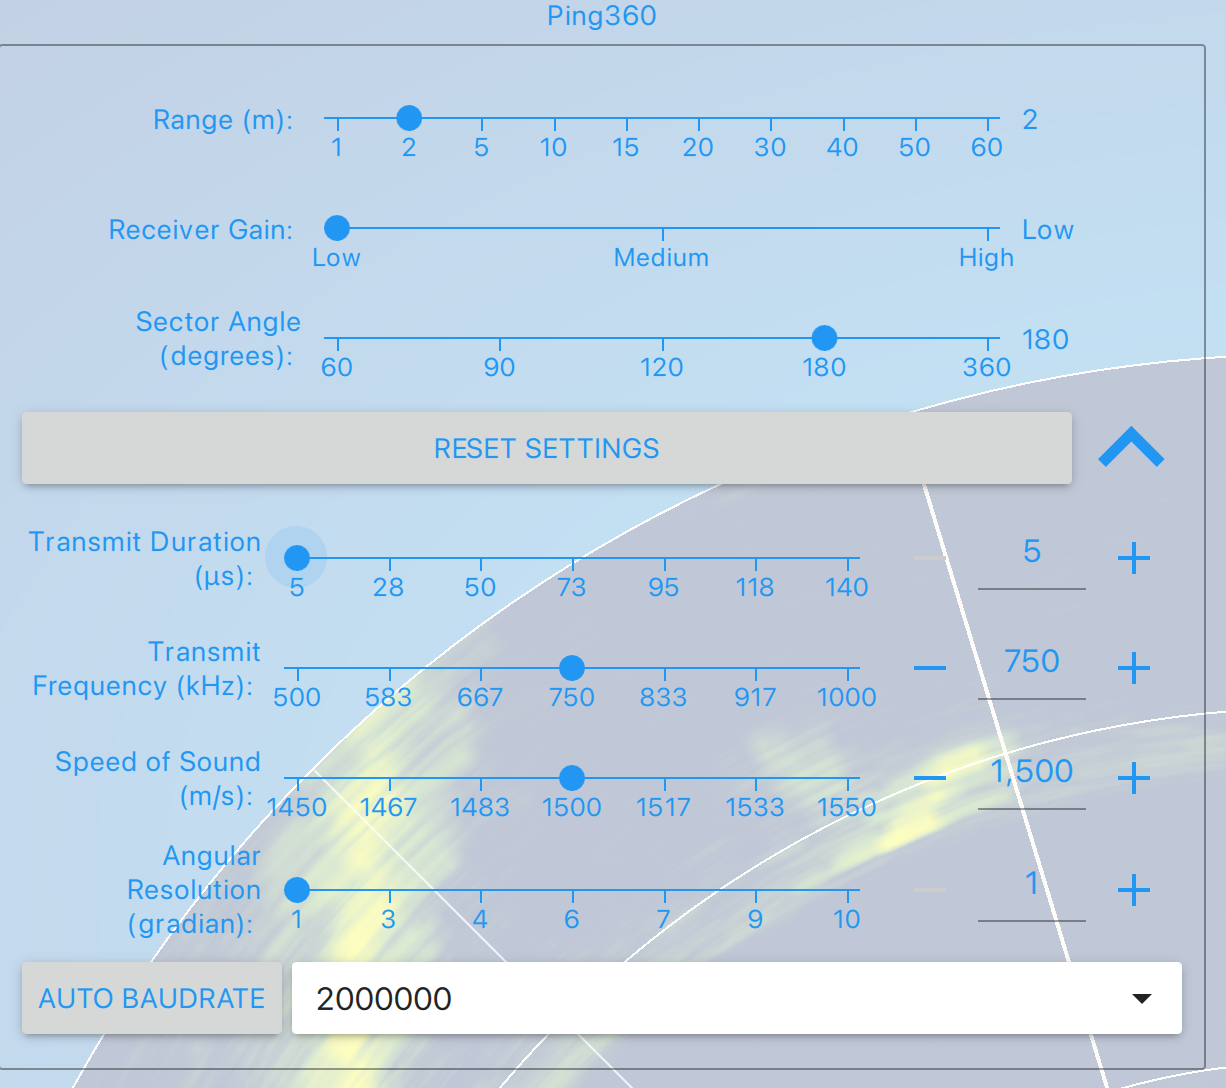 Ping360
Range (m):
2
1 2 5 10 15 20 30 40 50 60
Receiver Gain:
Low
Low Medium High
Sector Angle
(degrees):
180
60 90 120 180 360
RESET SETTINGS
Transmit Duration
(µs):
5
5 28 50 73 95 118 140
Transmit
Frequency (kHz):
750
500 583 667 750 833 917 1000
Speed of Sound
(m/s):
1,500
1450 1467 1483 1500 1517 1533 1550
Angular
Resolution
(gradian):
1
1 3 4 6 7 9 10
AUTO BAUDRATE 2000000